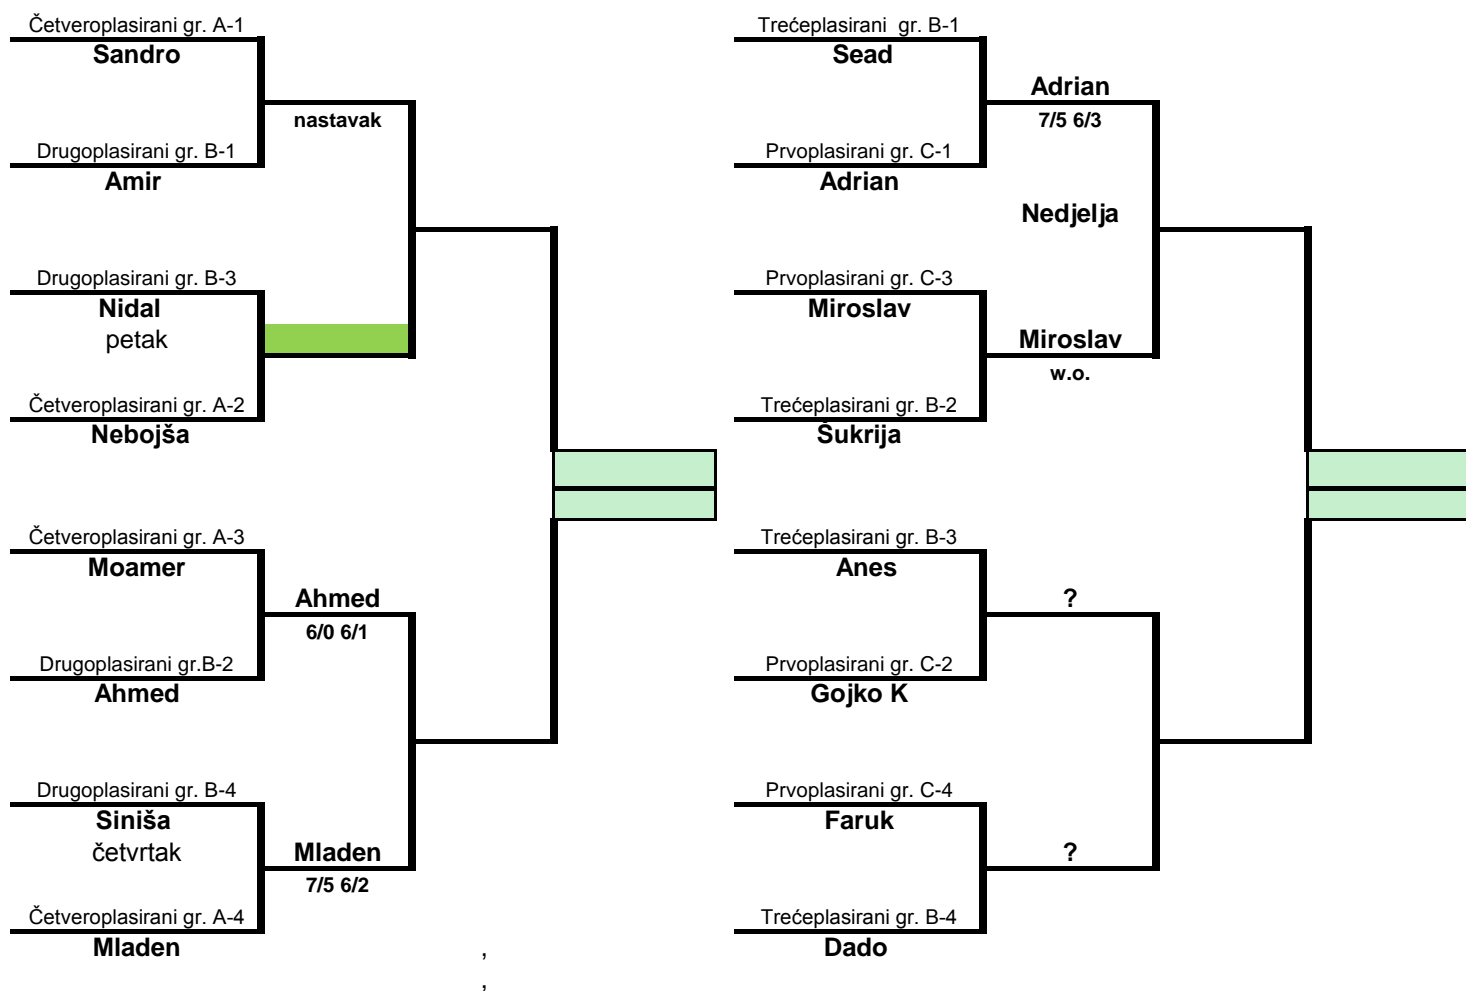 Četveroplasirani gr. A-1
Sandro
nastavak
Drugoplasirani gr. B-1
Amir
Drugoplasirani gr. B-3
Nidal
petak
Četveroplasirani gr. A-2
Nebojša
Četveroplasirani gr. A-3
Moamer
Ahmed
6/0 6/1
Drugoplasirani gr.B-2
Ahmed
Drugoplasirani gr. B-4
Siniša
četvrtak
Mladen
7/5 6/2
Četveroplasirani gr. A-4
Mladen
,
,
Trećeplasirani gr. B-1
Sead
Adrian
7/5 6/3
Prvoplasirani gr. C-1
Adrian
Nedjelja
Prvoplasirani gr. C-3
Miroslav
Miroslav
w.o.
Trećeplasirani gr. B-2
Šukrija
Trećeplasirani gr. B-3
Anes
?
Prvoplasirani gr. C-2
Gojko K
Prvoplasirani gr. C-4
Faruk
?
Trećeplasirani gr. B-4
Dado